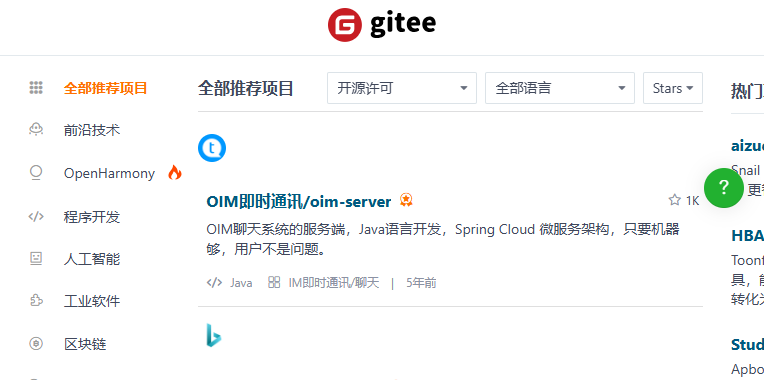 gitee
全部推荐项目
前沿技术
OpenHarmony
程序开发
人工智能
工业软件
区块链
全部推荐项目
开源许可
全部语言
Stars
OIM即时通讯/oim-server
1K
OIM聊天系统的服务端，Java语言开发，Spring Cloud 微服务架构，只要机器
够，用户不是问题。
Java
IM即时通讯/聊天 | 5年前
热门
aizu
Snail
?
更
HBA
Toonf
具，
转化为
Stud
Apbo